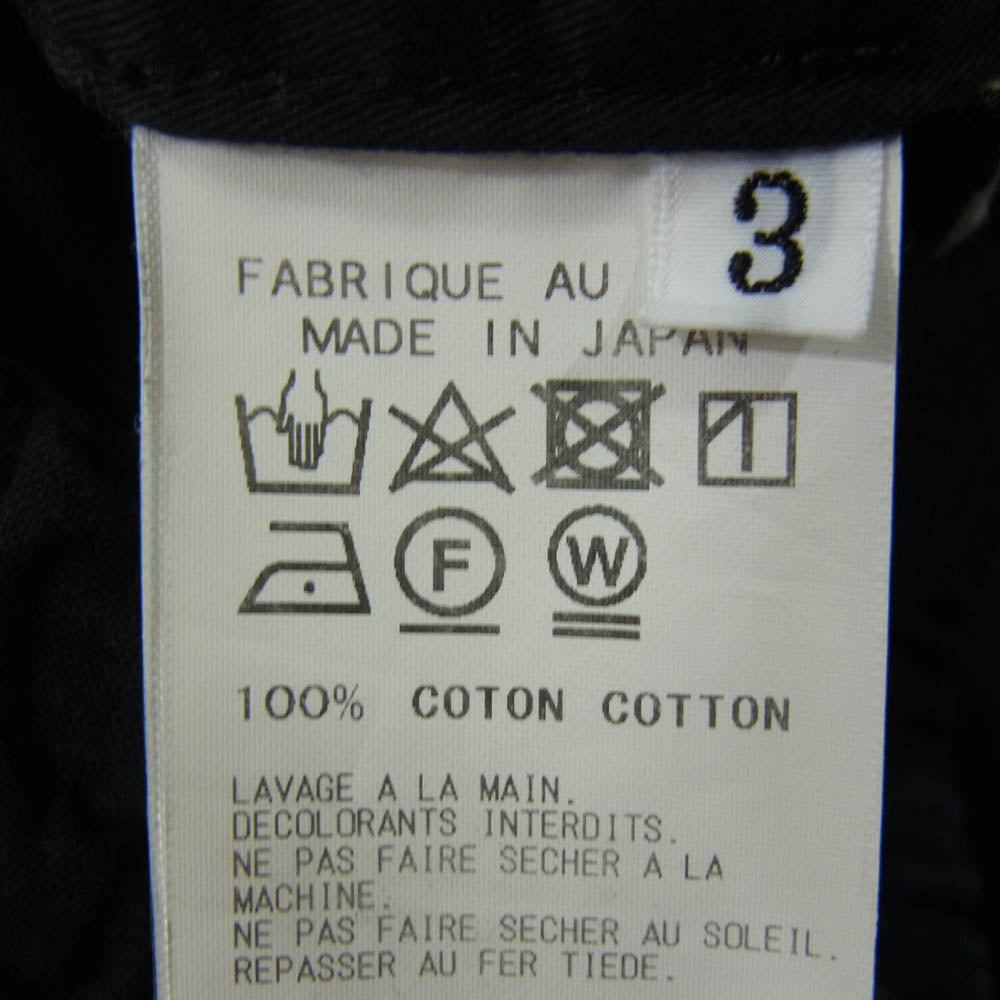 3
FABRIQUE AU
MADE IN JAPAN
F W
100% COTON COTTON
LAVAGE A LA MAIN.
DECOLORANTS INTERDITS.
NE PAS FAIRE SECHER A LA
MACHINE.
NE PAS FAIRE SECHER AU SOLEIL.
REPASSER AU FER TIEDE.